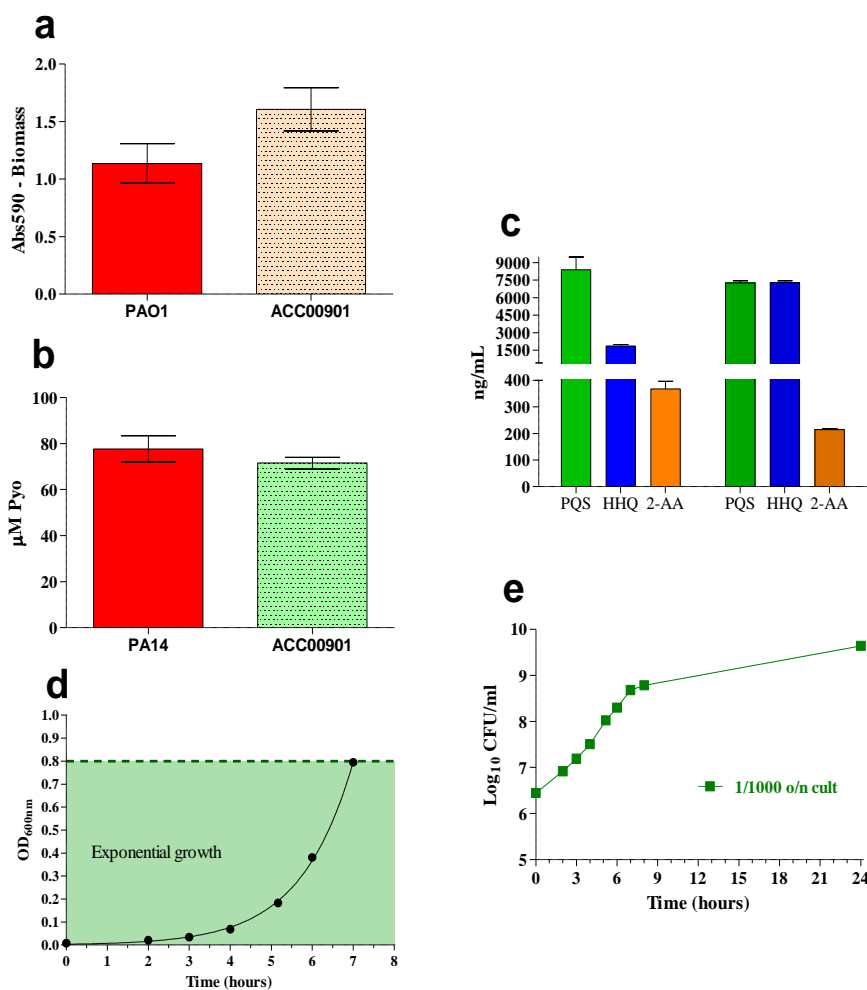 a
2.0
1.5
1.0
0.5
0.0
Abs590 - Biomass
PAO1 ACC00901
b
100
80
60
40
20
0
µM Pyo
PA14 ACC00901
c
9000
7500
6000
4500
3000
1500
400
300
200
100
0
ng/mL
PQS HHQ 2-AA PQS HHQ 2-AA
d
1.0
0.9
0.8
0.7
0.6
0.5
0.4
0.3
0.2
0.1
0.0
OD600nm
Exponential growth
0 1 2 3 4 5 6 7 8
Time (hours)
e
10
9
8
7
6
5
Log10 CFU/ml
1/1000 o/n cult
0 3 6 9 12 15 18 21 24
Time (hours)